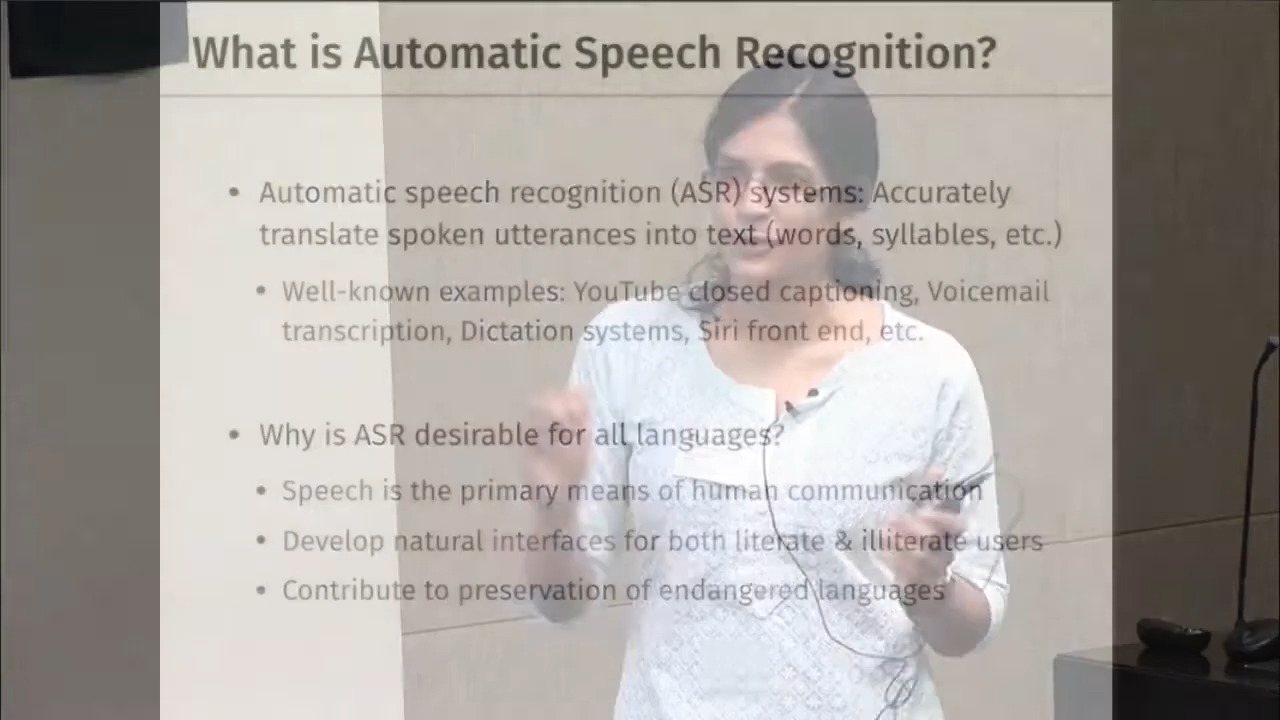 What is Automatic Speech Recognition?
• Automatic speech recognition (ASR) systems: Accurately
translate spoken utterances into text (words, syllables, etc.)
• Well-known examples: YouTube closed captioning, Voicemail
transcription, Dictation systems, Siri front end, etc.
• Why is ASR desirable for all languages?
• Speech is the primary means of human communication
• Develop natural interfaces for both literate & illiterate users
• Contribute to preservation of endangered languages